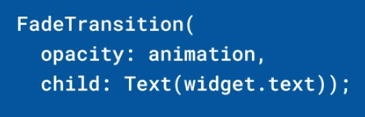 FadeTransition(
  opacity: animation,
  child: Text(widget.text));